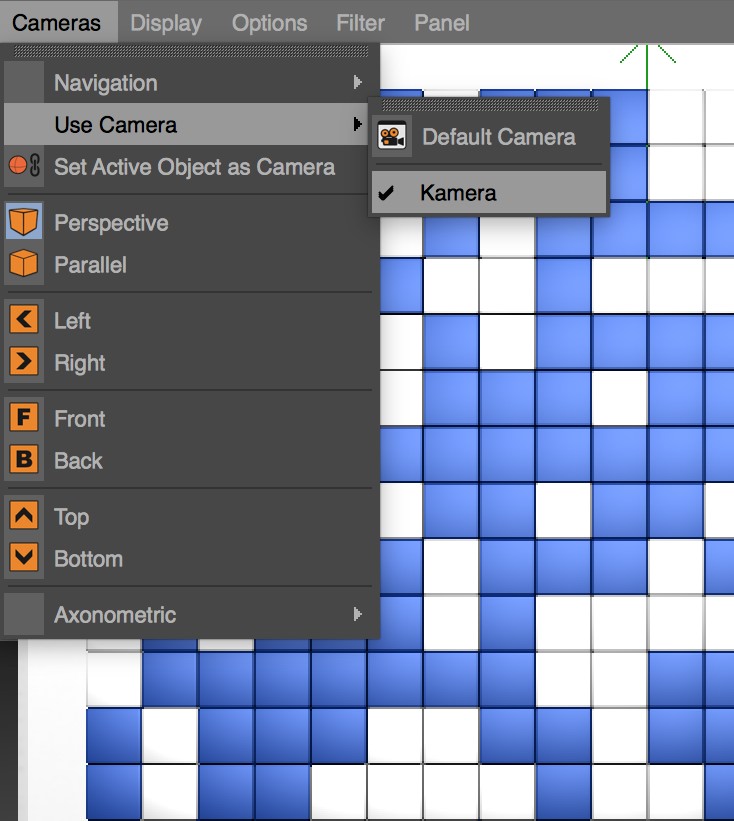 Cameras Display Options Filter Panel
Navigation
Use Camera
Set Active Object as Camera
Perspective
Parallel
Left
Right
F Front
B Back
Top
Bottom
Axonometric
Default Camera
Kamera